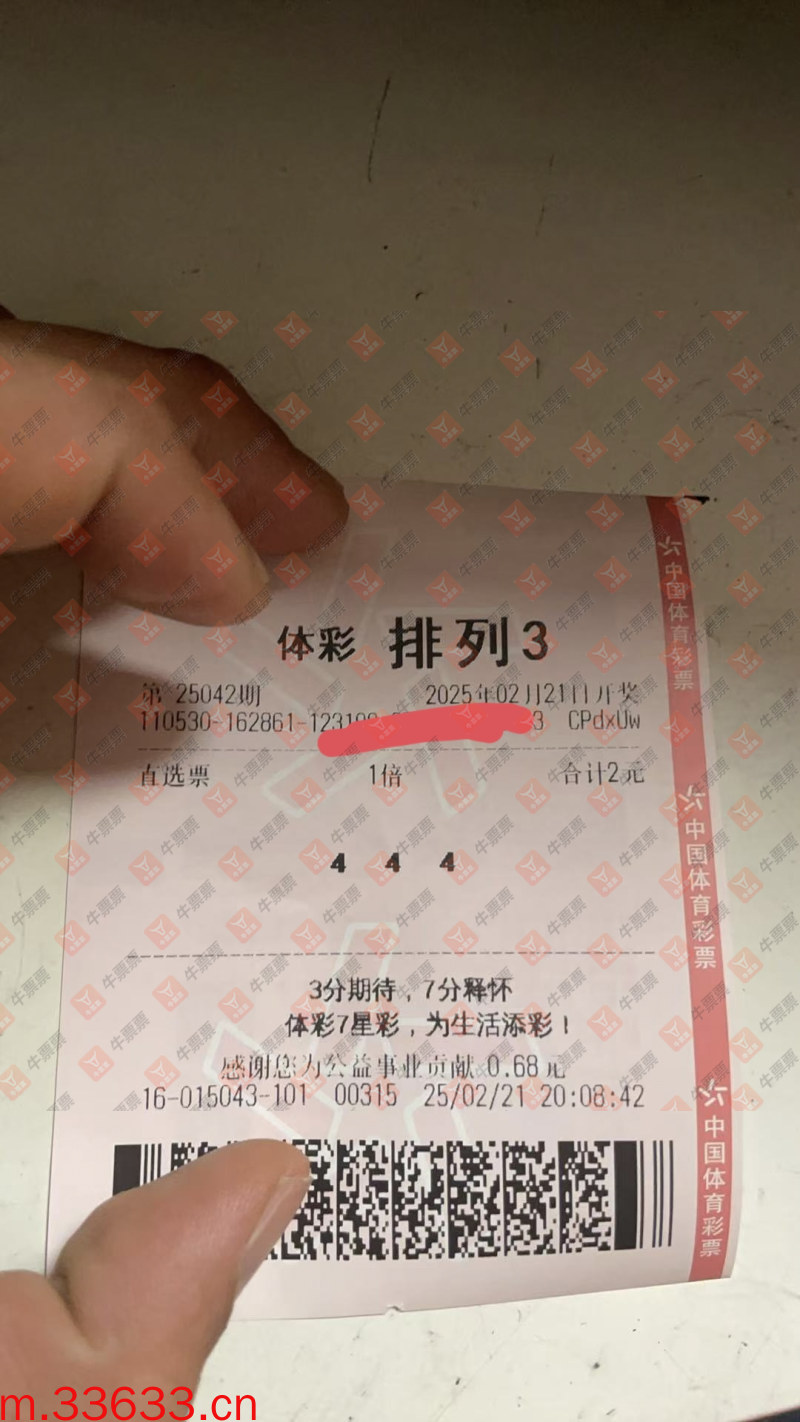 体彩 排列3
第 25042期 2025年02月21日开奖
110530-162861-123190 3 CPdxUw
直选票 1倍 合计2元
4 4 4
3分期待，7分释怀
体彩7星彩，为生活添彩！
感谢您为公益事业贡献 0.68元
16-015043-101 00315 25/02/21 20:08:42
中国体育彩票
中国体育彩票
中国体育彩票
牛票票
m.33633.cn